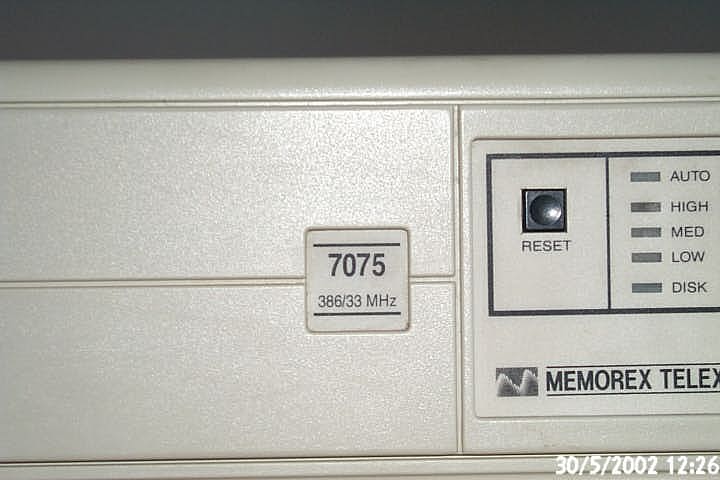 7075
386/33 MHz
RESET
AUTO
HIGH
MED
LOW
DISK
MEMOREX TELEX
30/5/2002 12:26